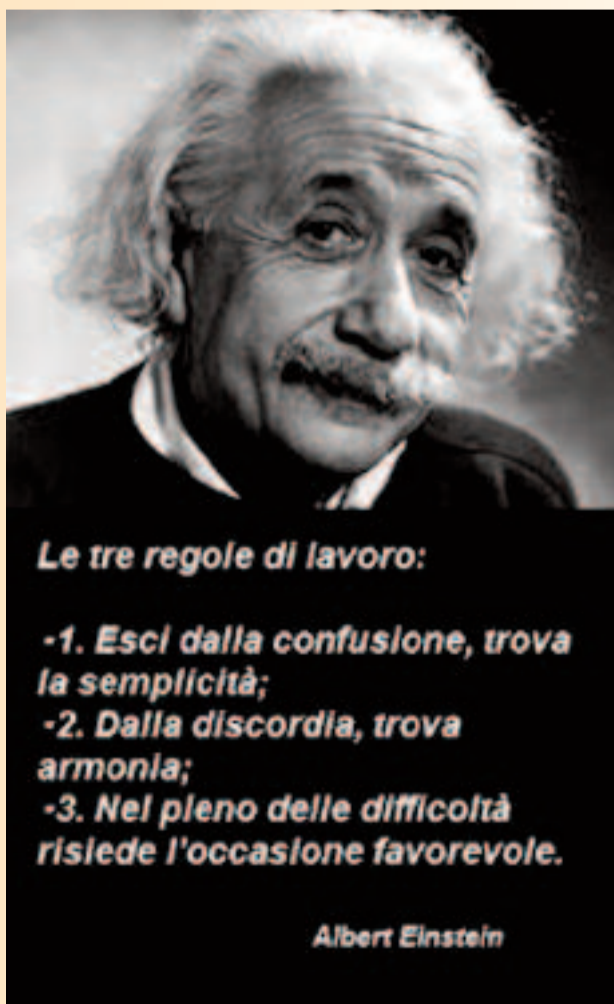 Le tre regole di lavoro:
-1. Esci dalla confusione, trova
la semplicità;
-2. Dalla discordia, trova
armonia;
-3. Nel pieno delle difficoltà
risiede l'occasione favorevole.
Albert Einstein